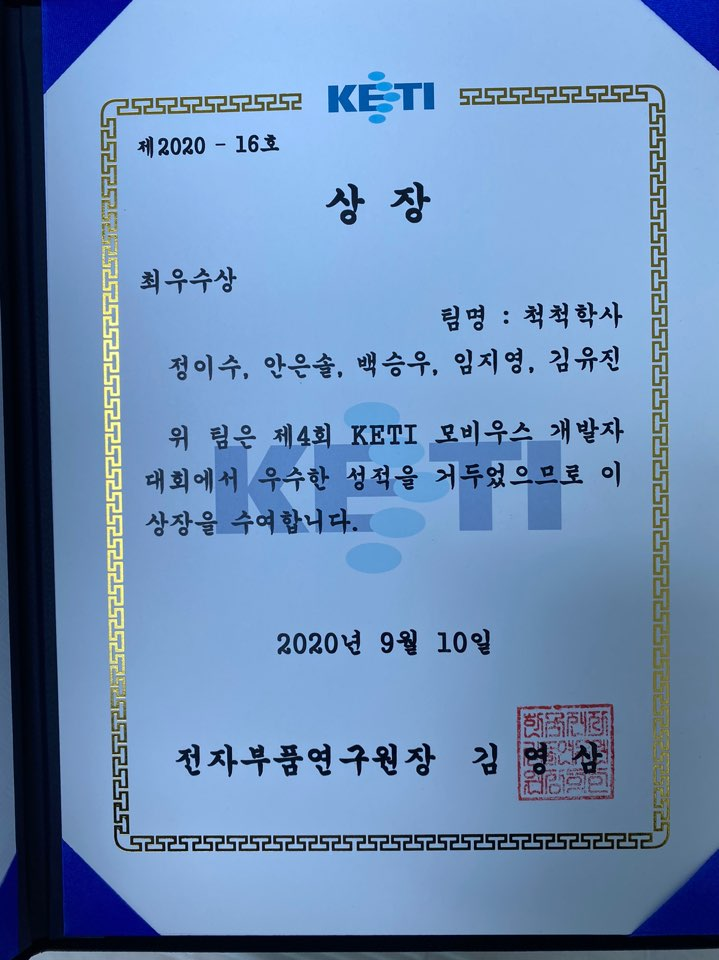 KETI
제2020 - 16호
상 장
최우수상
팀명 : 척척학사
정이수, 안은솔, 백승우, 임지영, 김유진
위 팀은 제4회 KETI 모비우스 개발자
대회에서 우수한 성적을 거두었으므로 이
상장을 수여합니다.
KETI
2020년 9월 10일
전자부품연구원장 김 영 삼